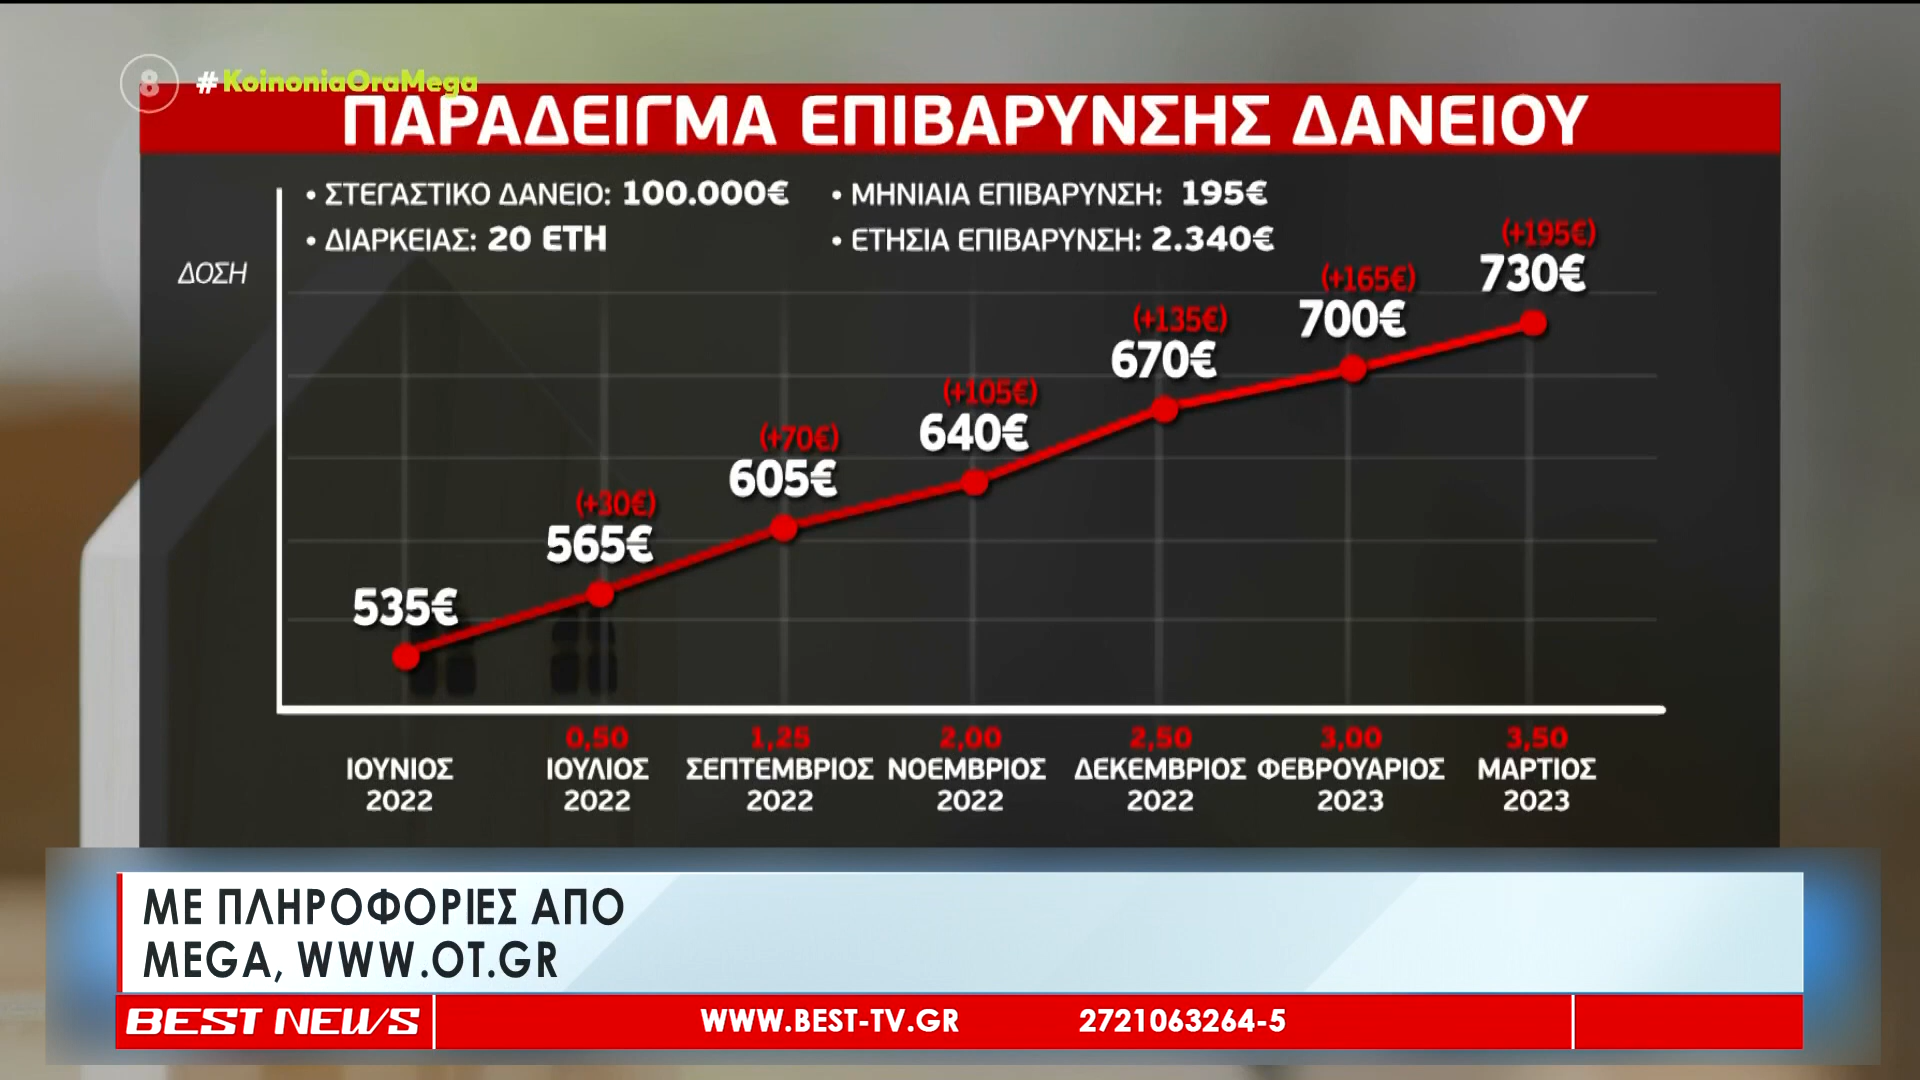 8 #KoinoniaOraMega
ΠΑΡΑΔΕΙΓΜΑ ΕΠΙΒΑΡΥΝΣΗΣ ΔΑΝΕΙΟΥ
• ΣΤΕΓΑΣΤΙΚΟ ΔΑΝΕΙΟ: 100.000€
• ΔΙΑΡΚΕΙΑΣ: 20 ΕΤΗ
• ΜΗΝΙΑΙΑ ΕΠΙΒΑΡΥΝΣΗ: 195€
• ΕΤΗΣΙΑ ΕΠΙΒΑΡΥΝΣΗ: 2.340€
ΔΟΣΗ
535€
(+30€)
565€
(+70€)
605€
(+105€)
640€
(+135€)
670€
(+165€)
700€
(+195€)
730€
0,50 1,25 2,00 2,50 3,00 3,50
ΙΟΥΝΙΟΣ ΙΟΥΛΙΟΣ ΣΕΠΤΕΜΒΡΙΟΣ ΝΟΕΜΒΡΙΟΣ ΔΕΚΕΜΒΡΙΟΣ ΦΕΒΡΟΥΑΡΙΟΣ ΜΑΡΤΙΟΣ
2022 2022 2022 2022 2022 2023 2023
ΜΕ ΠΛΗΡΟΦΟΡΙΕΣ ΑΠΟ
MEGA, WWW.OT.GR
BEST NEWS WWW.BEST-TV.GR 2721063264-5